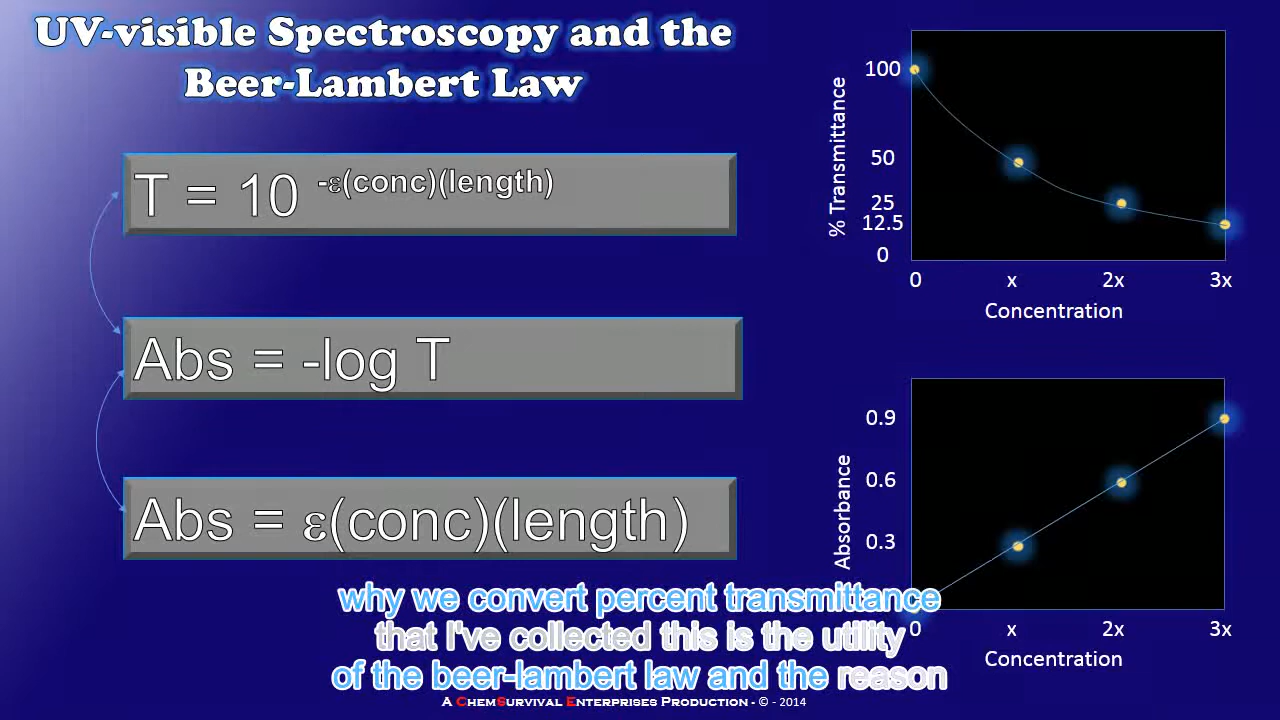 UV-visible Spectroscopy and the
Beer-Lambert Law
T = 10 -ε(conc)(length)
Abs = -log T
Abs = ε(conc)(length)
% Transmittance
100
50
25
12.5
0
0 x 2x 3x
Concentration
Absorbance
0.9
0.6
0.3
0 x 2x 3x
Concentration
why we convert percent transmittance
that I've collected this is the utility
of the beer-lambert law and the reason
A ChemSurvival Enterprises Production - © - 2014